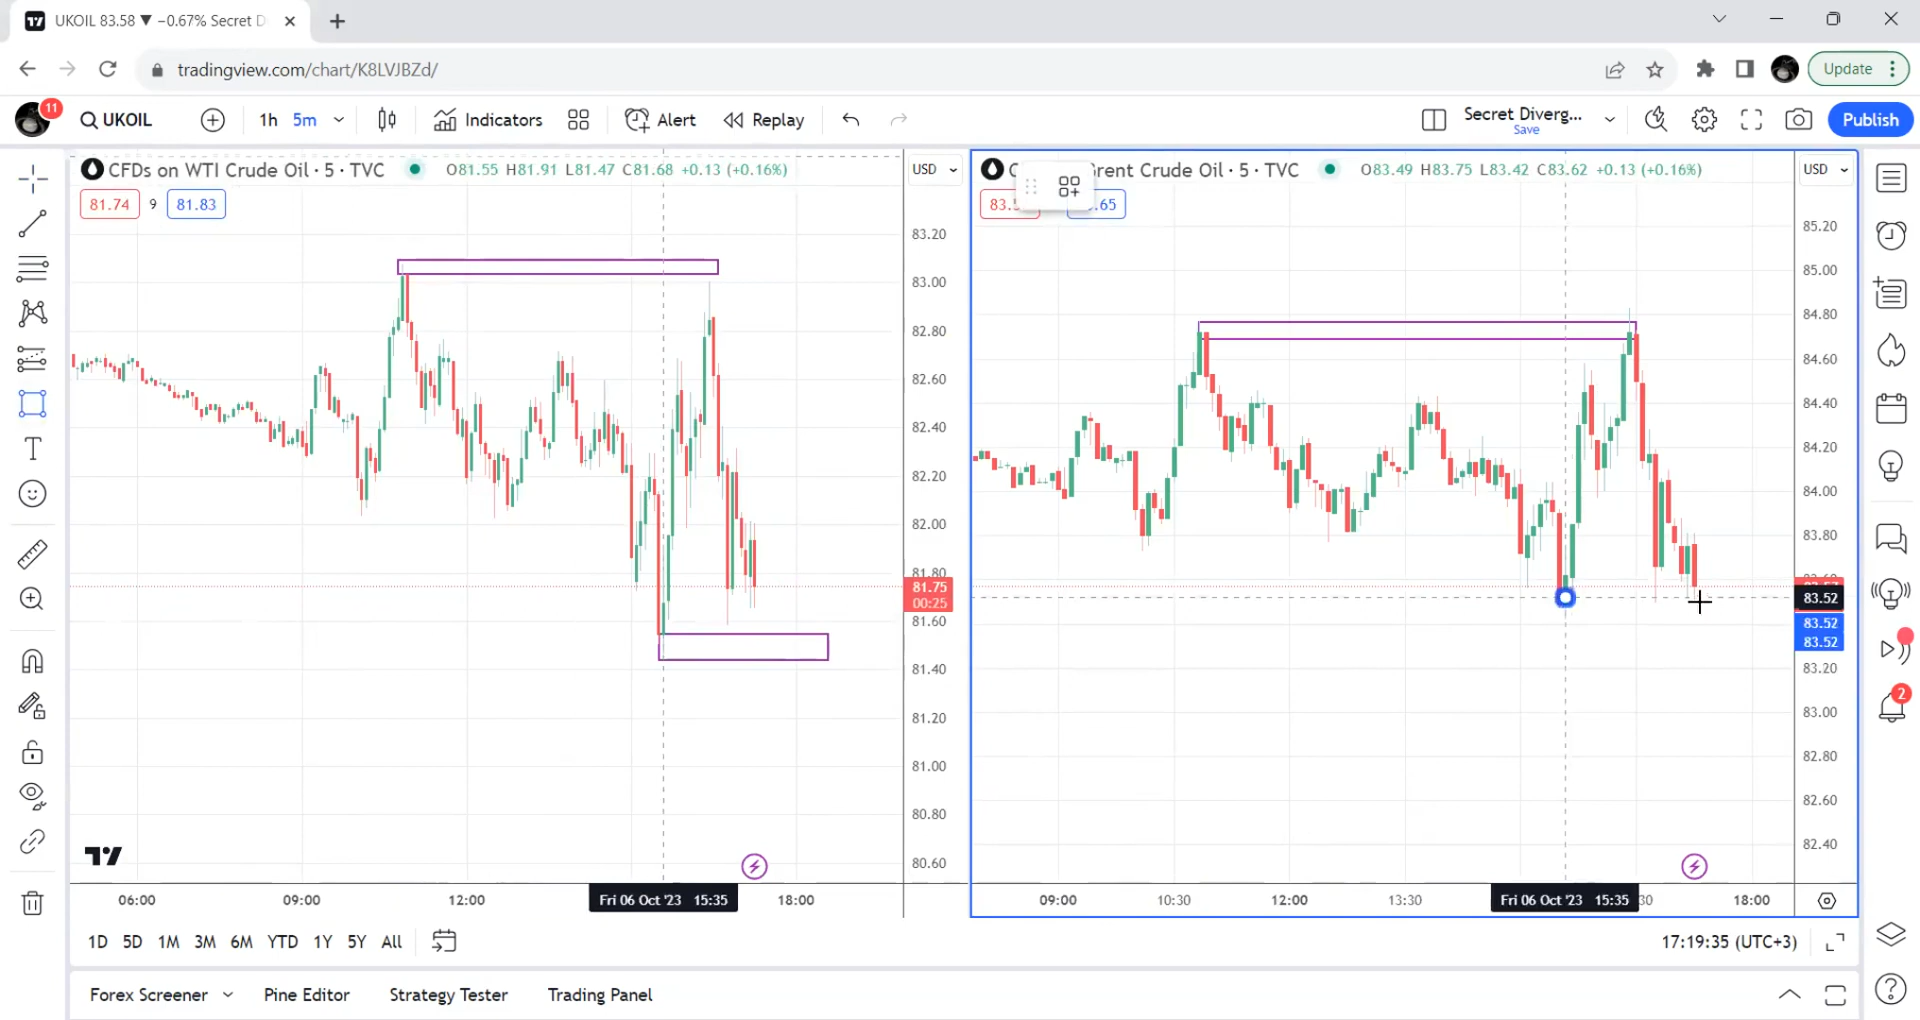 UKOIL 83.58 ▼ −0.67% Secret D
tradingview.com/chart/K8LVJBZd/
Update
11
UKOIL
1h
5m
Indicators
Alert
Replay
Secret Diverg...
Save
Publish
CFDs on WTI Crude Oil · 5 · TVC
O81.55 H81.91 L81.47 C81.68 +0.13 (+0.16%)
USD
81.74
9
81.83
83.20
83.00
82.80
82.60
82.40
82.20
82.00
81.80
81.75
00:25
81.60
81.40
81.20
81.00
80.80
80.60
06:00
09:00
12:00
Fri 06 Oct '23 15:35
18:00
C
Brent Crude Oil · 5 · TVC
O83.49 H83.75 L83.42 C83.62 +0.13 (+0.16%)
USD
83.5
.65
85.20
85.00
84.80
84.60
84.40
84.20
84.00
83.80
83.52
83.52
83.52
83.20
83.00
82.80
82.60
82.40
09:00
10:30
12:00
13:30
Fri 06 Oct '23 15:35
30
18:00
2
1D
5D
1M
3M
6M
YTD
1Y
5Y
All
17:19:35 (UTC+3)
Forex Screener
Pine Editor
Strategy Tester
Trading Panel